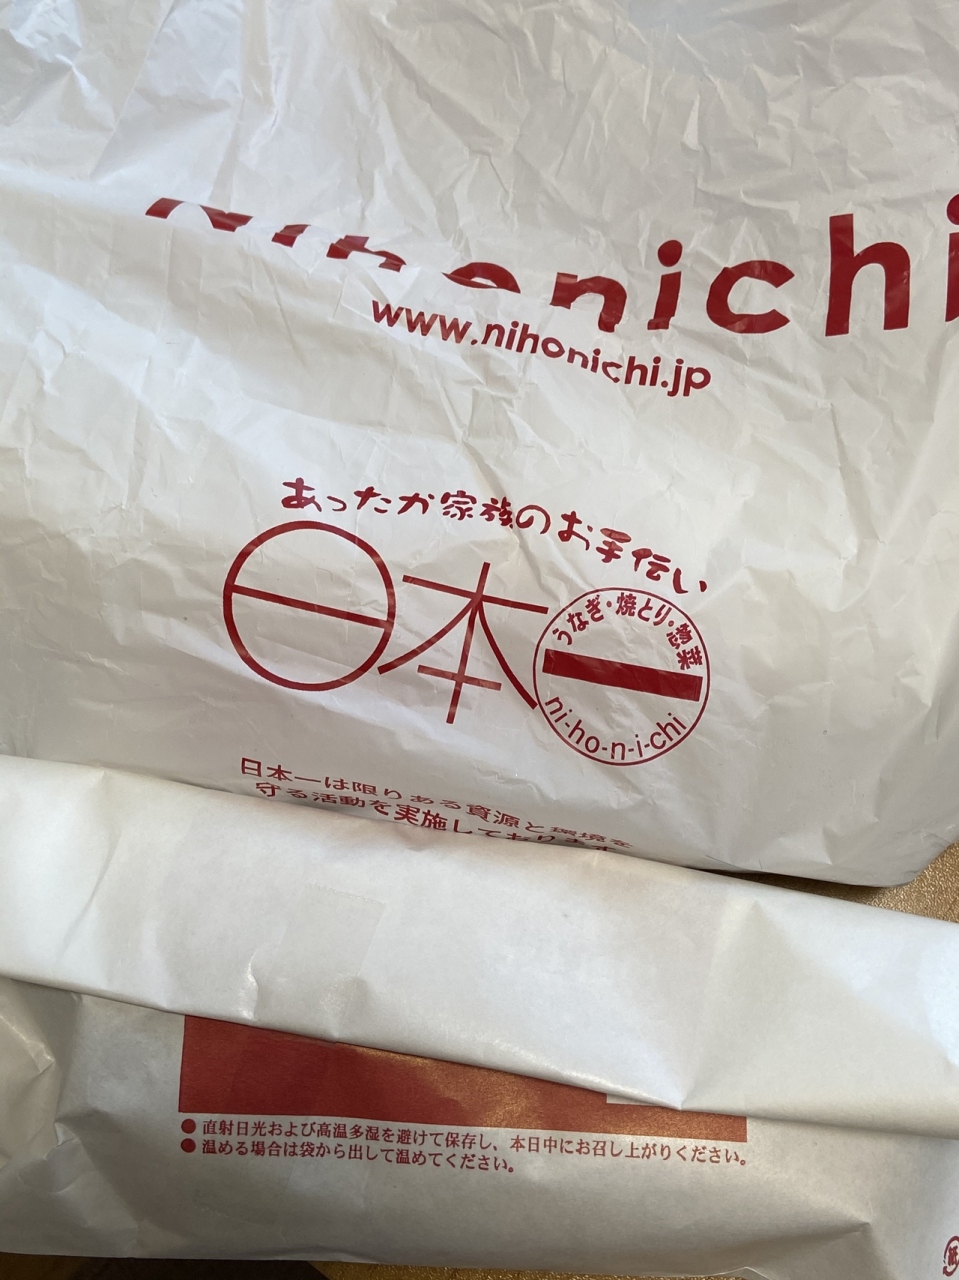 Nihonichi
www.nihonichi.jp
あったか家族のお手伝い
日本一
うなぎ・焼とり・惣菜
ni-ho-n-i-chi
日本一は限りある資源と環境を
守る活動を実施しております
●直射日光および高温多湿を避けて保存し、本日中にお召し上がりください。
●温める場合は袋から出して温めてください。